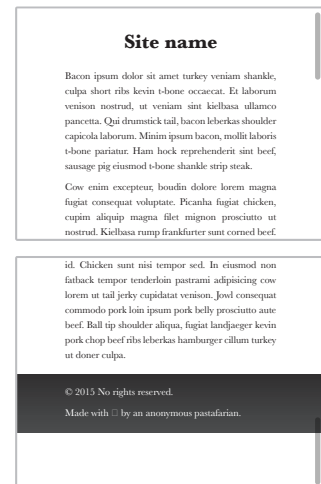 Site name
Bacon ipsum dolor sit amet turkey veniam shankle,
culpa short ribs kevin t-bone occaecat. Et laborum
venison nostrud, ut veniam sint kielbasa ullamco
pancetta. Qui drumstick tail, bacon leberkas shoulder
capicola laborum. Minim ipsum bacon, mollit laboris
t-bone pariatur. Ham hock reprehenderit sint beef,
sausage pig eiusmod t-bone shankle strip steak.
Cow enim excepteur, boudin dolore lorem magna
fugiat consequat voluptate. Picanha fugiat chicken,
cupim aliquip magna filet mignon prosciutto ut
nostrud. Kielbasa rump frankfurter sunt corned beef.
id. Chicken sunt nisi tempor sed. In eiusmod non
fatback tempor tenderloin pastrami adipisicing cow
lorem ut tail jerky cupidatat venison. Jowl consequat
commodo pork loin ipsum pork belly prosciutto aute
beef. Ball tip shoulder aliqua, fugiat landjaeger kevin
pork chop beef ribs leberkas hamburger cillum turkey
ut doner culpa.
© 2015 No rights reserved.
Made with □ by an anonymous pastafarian.